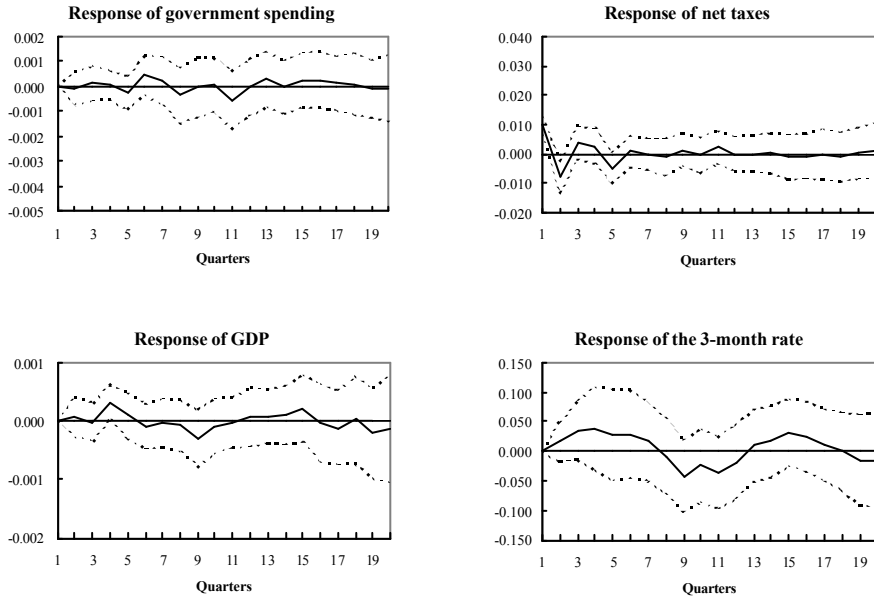 Response of government spending
0.002
0.001
0.000
-0.001
-0.002
-0.003
-0.004
-0.005
1 3 5 7 9 11 13 15 17 19
Quarters
Response of net taxes
0.040
0.030
0.020
0.010
0.000
-0.010
-0.020
1 3 5 7 9 11 13 15 17 19
Quarters
Response of GDP
0.001
0.000
-0.001
-0.002
1 3 5 7 9 11 13 15 17 19
Quarters
Response of the 3-month rate
0.150
0.100
0.050
0.000
-0.050
-0.100
-0.150
1 3 5 7 9 11 13 15 17 19
Quarters